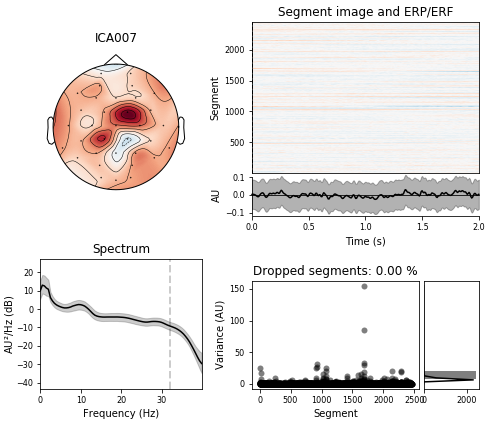 ICA007
Segment image and ERP/ERF
Segment
2000
1500
1000
500
AU
0.1
0.0
−0.1
0.0 0.5 1.0 1.5 2.0
Time (s)
Spectrum
AU²/Hz (dB)
20
10
0
−10
−20
−30
−40
0 10 20 30
Frequency (Hz)
Dropped segments: 0.00 %
Variance (AU)
150
100
50
0
0 500 1000 1500 2000 2500
Segment
0 2000